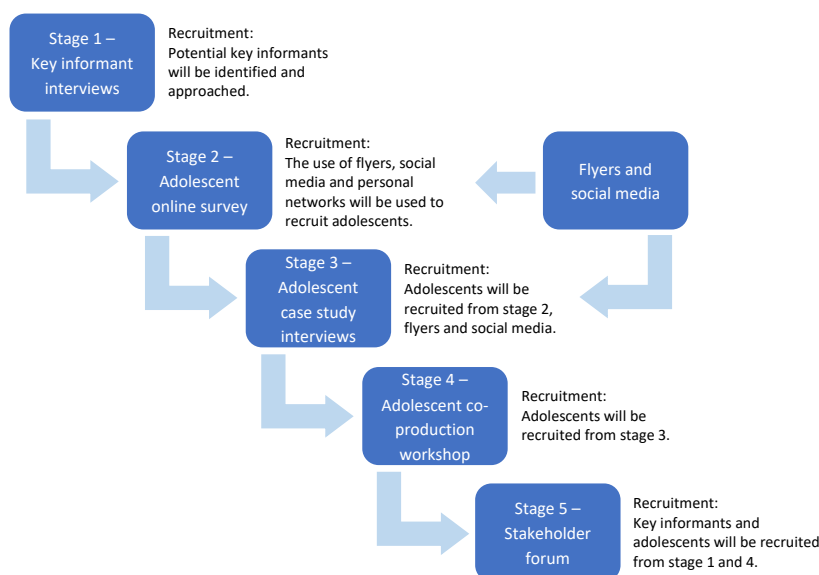 Stage 1 –
Key informant
interviews
Recruitment:
Potential key informants
will be identified and
approached.
Stage 2 –
Adolescent
online survey
Recruitment:
The use of flyers, social
media and personal
networks will be used to
recruit adolescents.
Flyers and
social media
Stage 3 –
Adolescent
case study
interviews
Recruitment:
Adolescents will be
recruited from stage 2,
flyers and social media.
Stage 4 –
Adolescent co-
production
workshop
Recruitment:
Adolescents will be
recruited from stage 3.
Stage 5 –
Stakeholder
forum
Recruitment:
Key informants and
adolescents will be recruited
from stage 1 and 4.